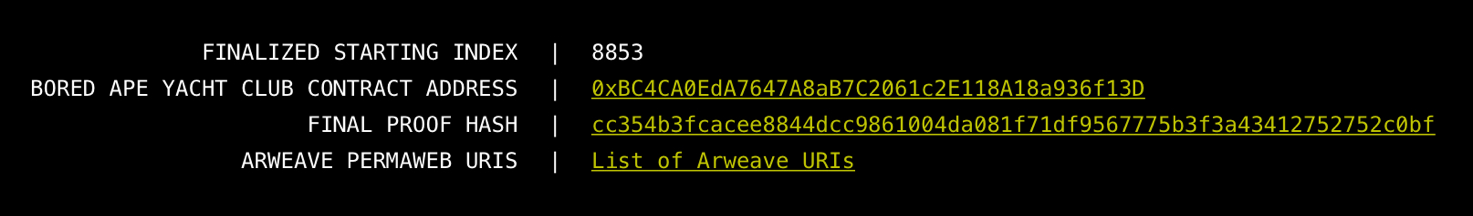 FINALIZED STARTING INDEX | 8853
BORED APE YACHT CLUB CONTRACT ADDRESS | 0xBC4CA0EdA7647A8aB7C2061c2E118A18a936f13D
FINAL PROOF HASH | cc354b3fcacee8844dcc9861004da081f71df9567775b3f3a43412752752c0bf
ARWEAVE PERMAWEB URIS | List of Arweave URIs